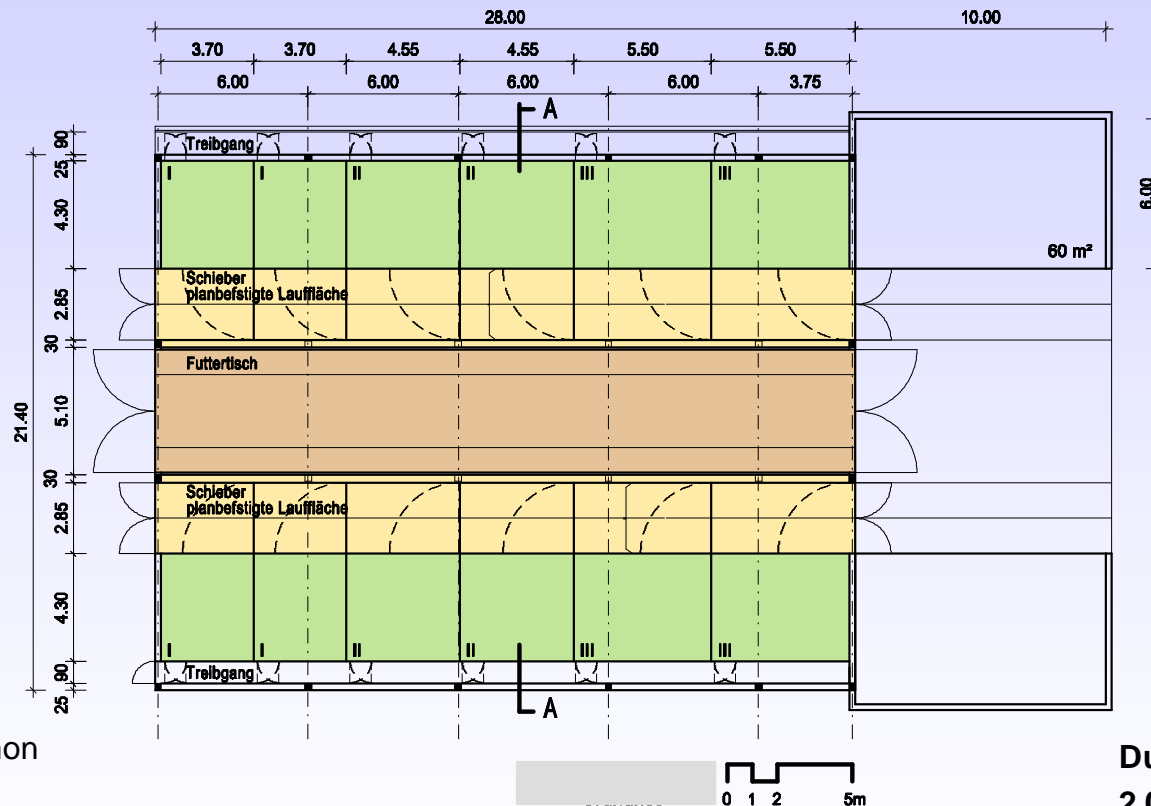 28.00 10.00
3.70 3.70 4.55 4.55 5.50 5.50
6.00 6.00 6.00 6.00 3.75
A
90
Treibgang
25
I I II II III III
4.30
6.00
60 m²
Schieber
planbefstigte Lauffläche
2.85
30
Futtertisch
5.10
21.40
30
Schieber
planbefstigte Lauffläche
2.85
4.30
I I II II III III
90
Treibgang
25
A
0 1 2 5m